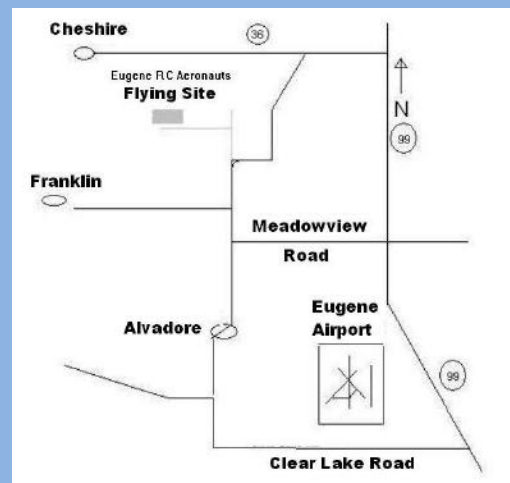 Cheshire
36
Eugene RC Aeronauts
Flying Site
N
99
Franklin
Meadowview
Road
Eugene
Airport
Alvadore
99
Clear Lake Road